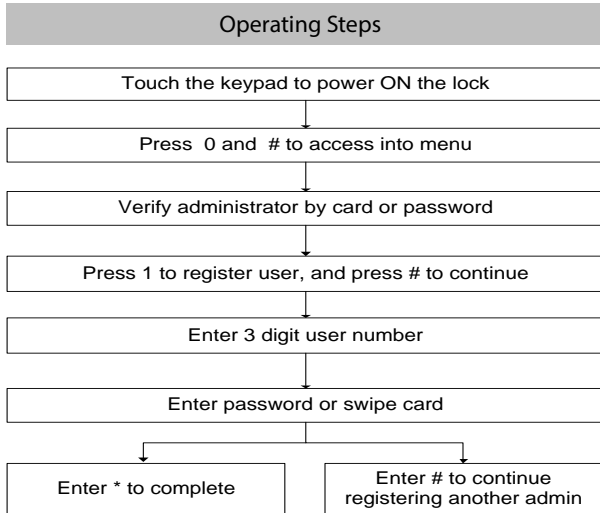 Operating Steps
Touch the keypad to power ON the lock
Press 0 and # to access into menu
Verify administrator by card or password
Press 1 to register user, and press # to continue
Enter 3 digit user number
Enter password or swipe card
Enter * to complete
Enter # to continue
registering another admin